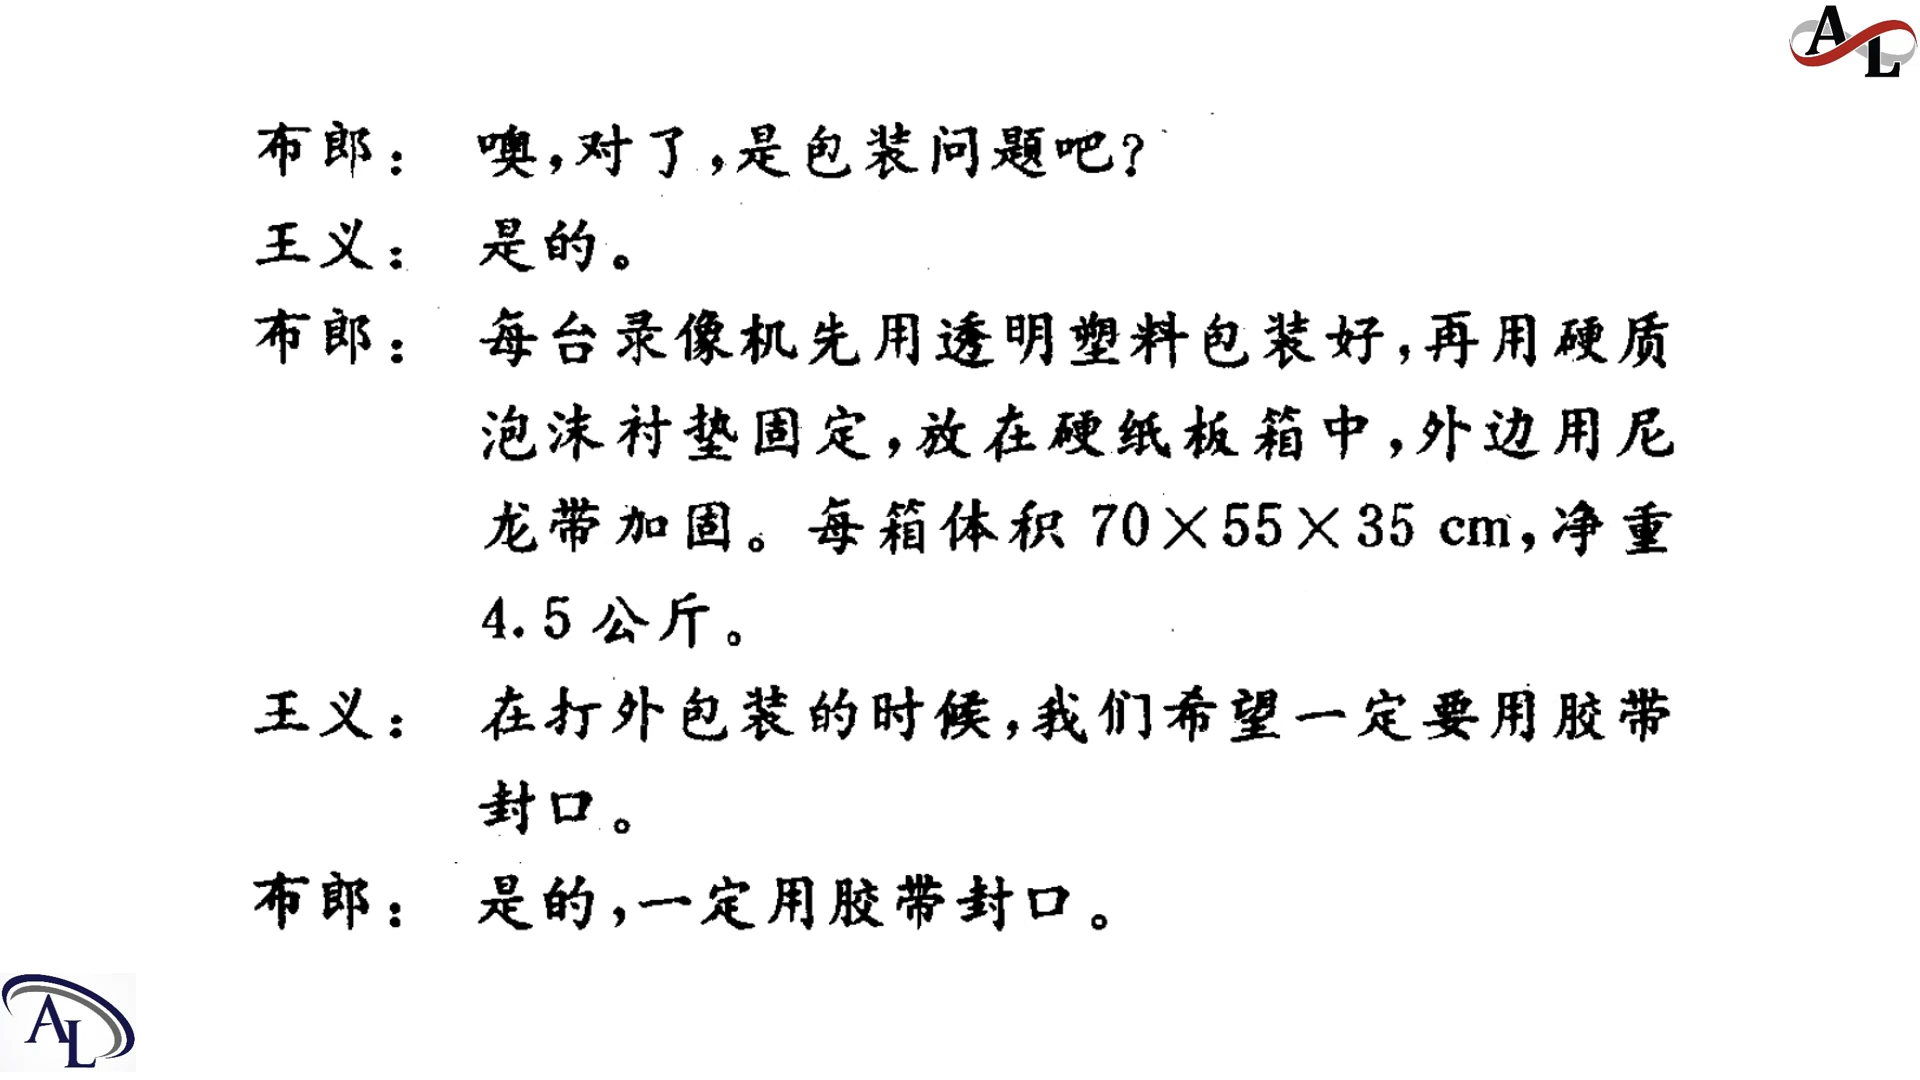 AL
布郎： 噢,对了,是包装问题吧?
王义： 是的。
布郎： 每台录像机先用透明塑料包装好,再用硬质
泡沫衬垫固定,放在硬纸板箱中,外边用尼
龙带加固。每箱体积 70×55×35 cm,净重
4.5 公斤。
王义： 在打外包装的时候,我们希望一定要用胶带
封口。
布郎： 是的,一定用胶带封口。
AL